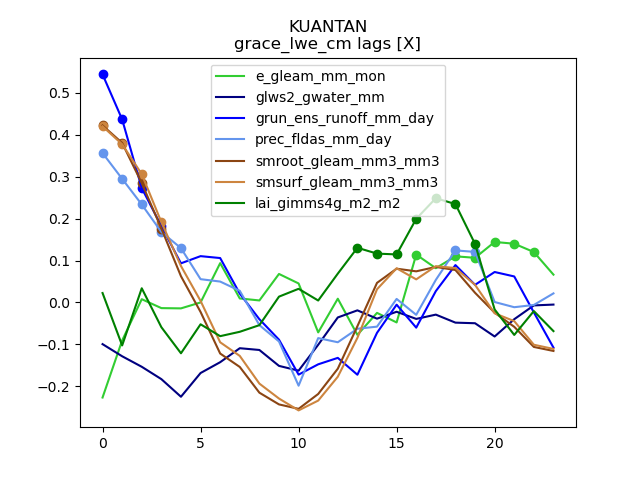 KUANTAN
grace_lwe_cm lags [X]
e_gleam_mm_mon
glws2_gwater_mm
grun_ens_runoff_mm_day
prec_fldas_mm_day
smroot_gleam_mm3_mm3
smsurf_gleam_mm3_mm3
lai_gimms4g_m2_m2
0.5
0.4
0.3
0.2
0.1
0.0
−0.1
−0.2
0 5 10 15 20